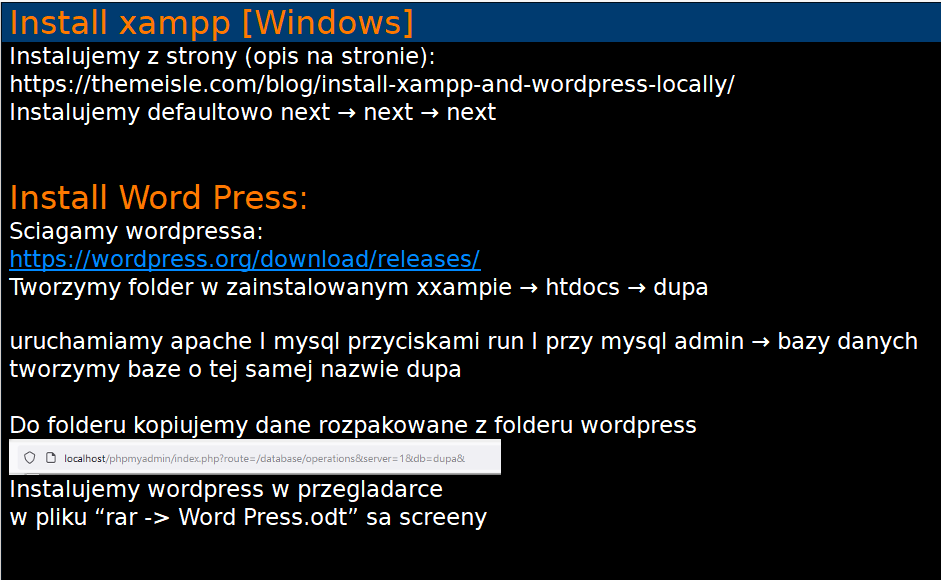 Install xampp [Windows]
Instalujemy z strony (opis na stronie):
https://themeisle.com/blog/install-xampp-and-wordpress-locally/
Instalujemy defaultowo next → next → next
Install Word Press:
Sciagamy wordpressa:
https://wordpress.org/download/releases/
Tworzymy folder w zainstalowanym xxampie → htdocs → dupa
uruchamiamy apache I mysql przyciskami run I przy mysql admin → bazy danych
tworzymy baze o tej samej nazwie dupa
Do folderu kopiujemy dane rozpakowane z folderu wordpress
localhost/phpmyadmin/index.php?route=/database/operations&server=1&db=dupa&
Instalujemy wordpress w przegladarce
w pliku “rar -> Word Press.odt” sa screeny